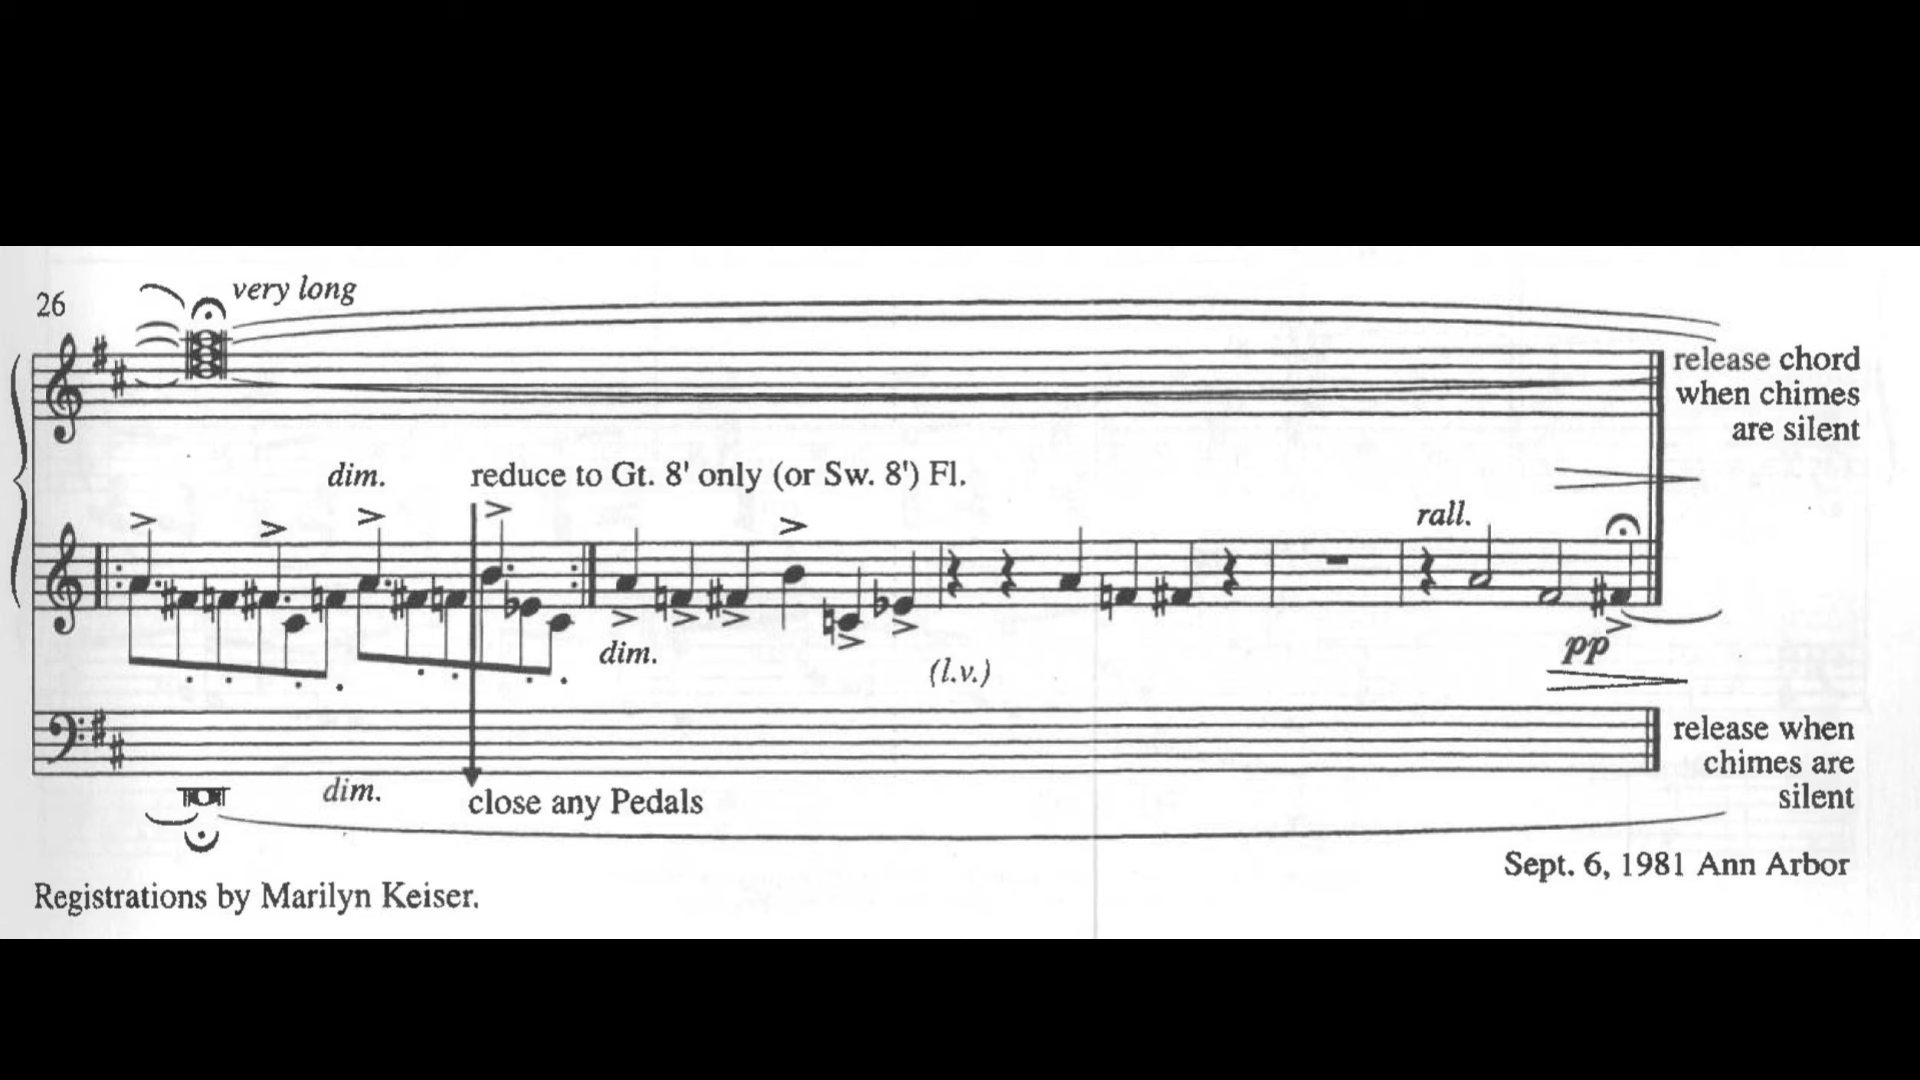 26
very long
release chord
when chimes
are silent
dim.
reduce to Gt. 8' only (or Sw. 8') Fl.
rall.
dim.
(l.v.)
pp
release when
chimes are
silent
dim.
close any Pedals
Sept. 6, 1981 Ann Arbor
Registrations by Marilyn Keiser.